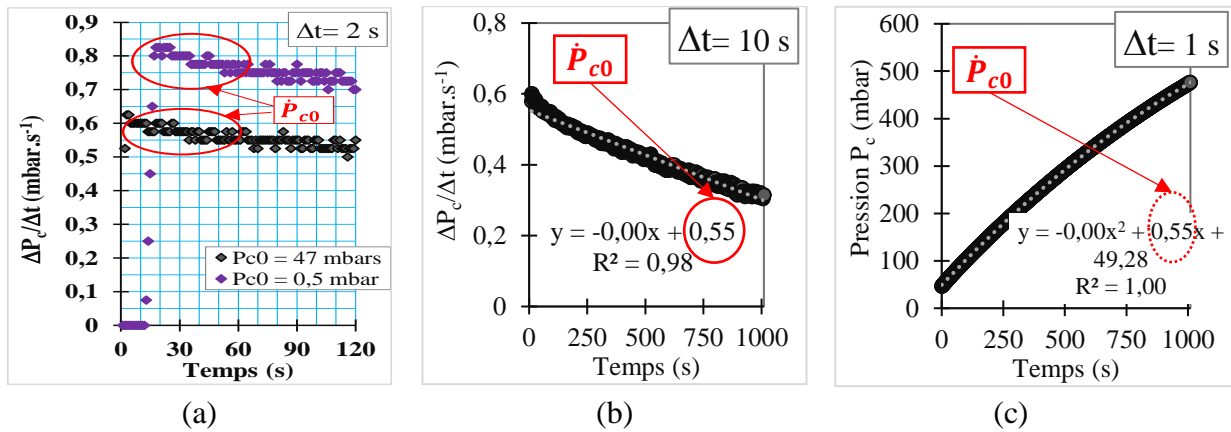 Δt= 2 s
ΔPc/Δt (mbar.s⁻¹)
0,9
0,8
0,7
0,6
0,5
0,4
0,3
0,2
0,1
0
Ṗc0
Pc0 = 47 mbars
Pc0 = 0,5 mbar
0 30 60 90 120
Temps (s)
(a)
Δt= 10 s
Ṗc0
ΔPc/Δt (mbar.s⁻¹)
0,8
0,6
0,4
0,2
0
y = -0,00x + 0,55
R² = 0,98
0 250 500 750 1000
Temps (s)
(b)
Δt= 1 s
Ṗc0
Pression Pc (mbar)
600
500
400
300
200
100
0
y = -0,00x² + 0,55x +
49,28
R² = 1,00
0 250 500 750 1000
Temps (s)
(c)